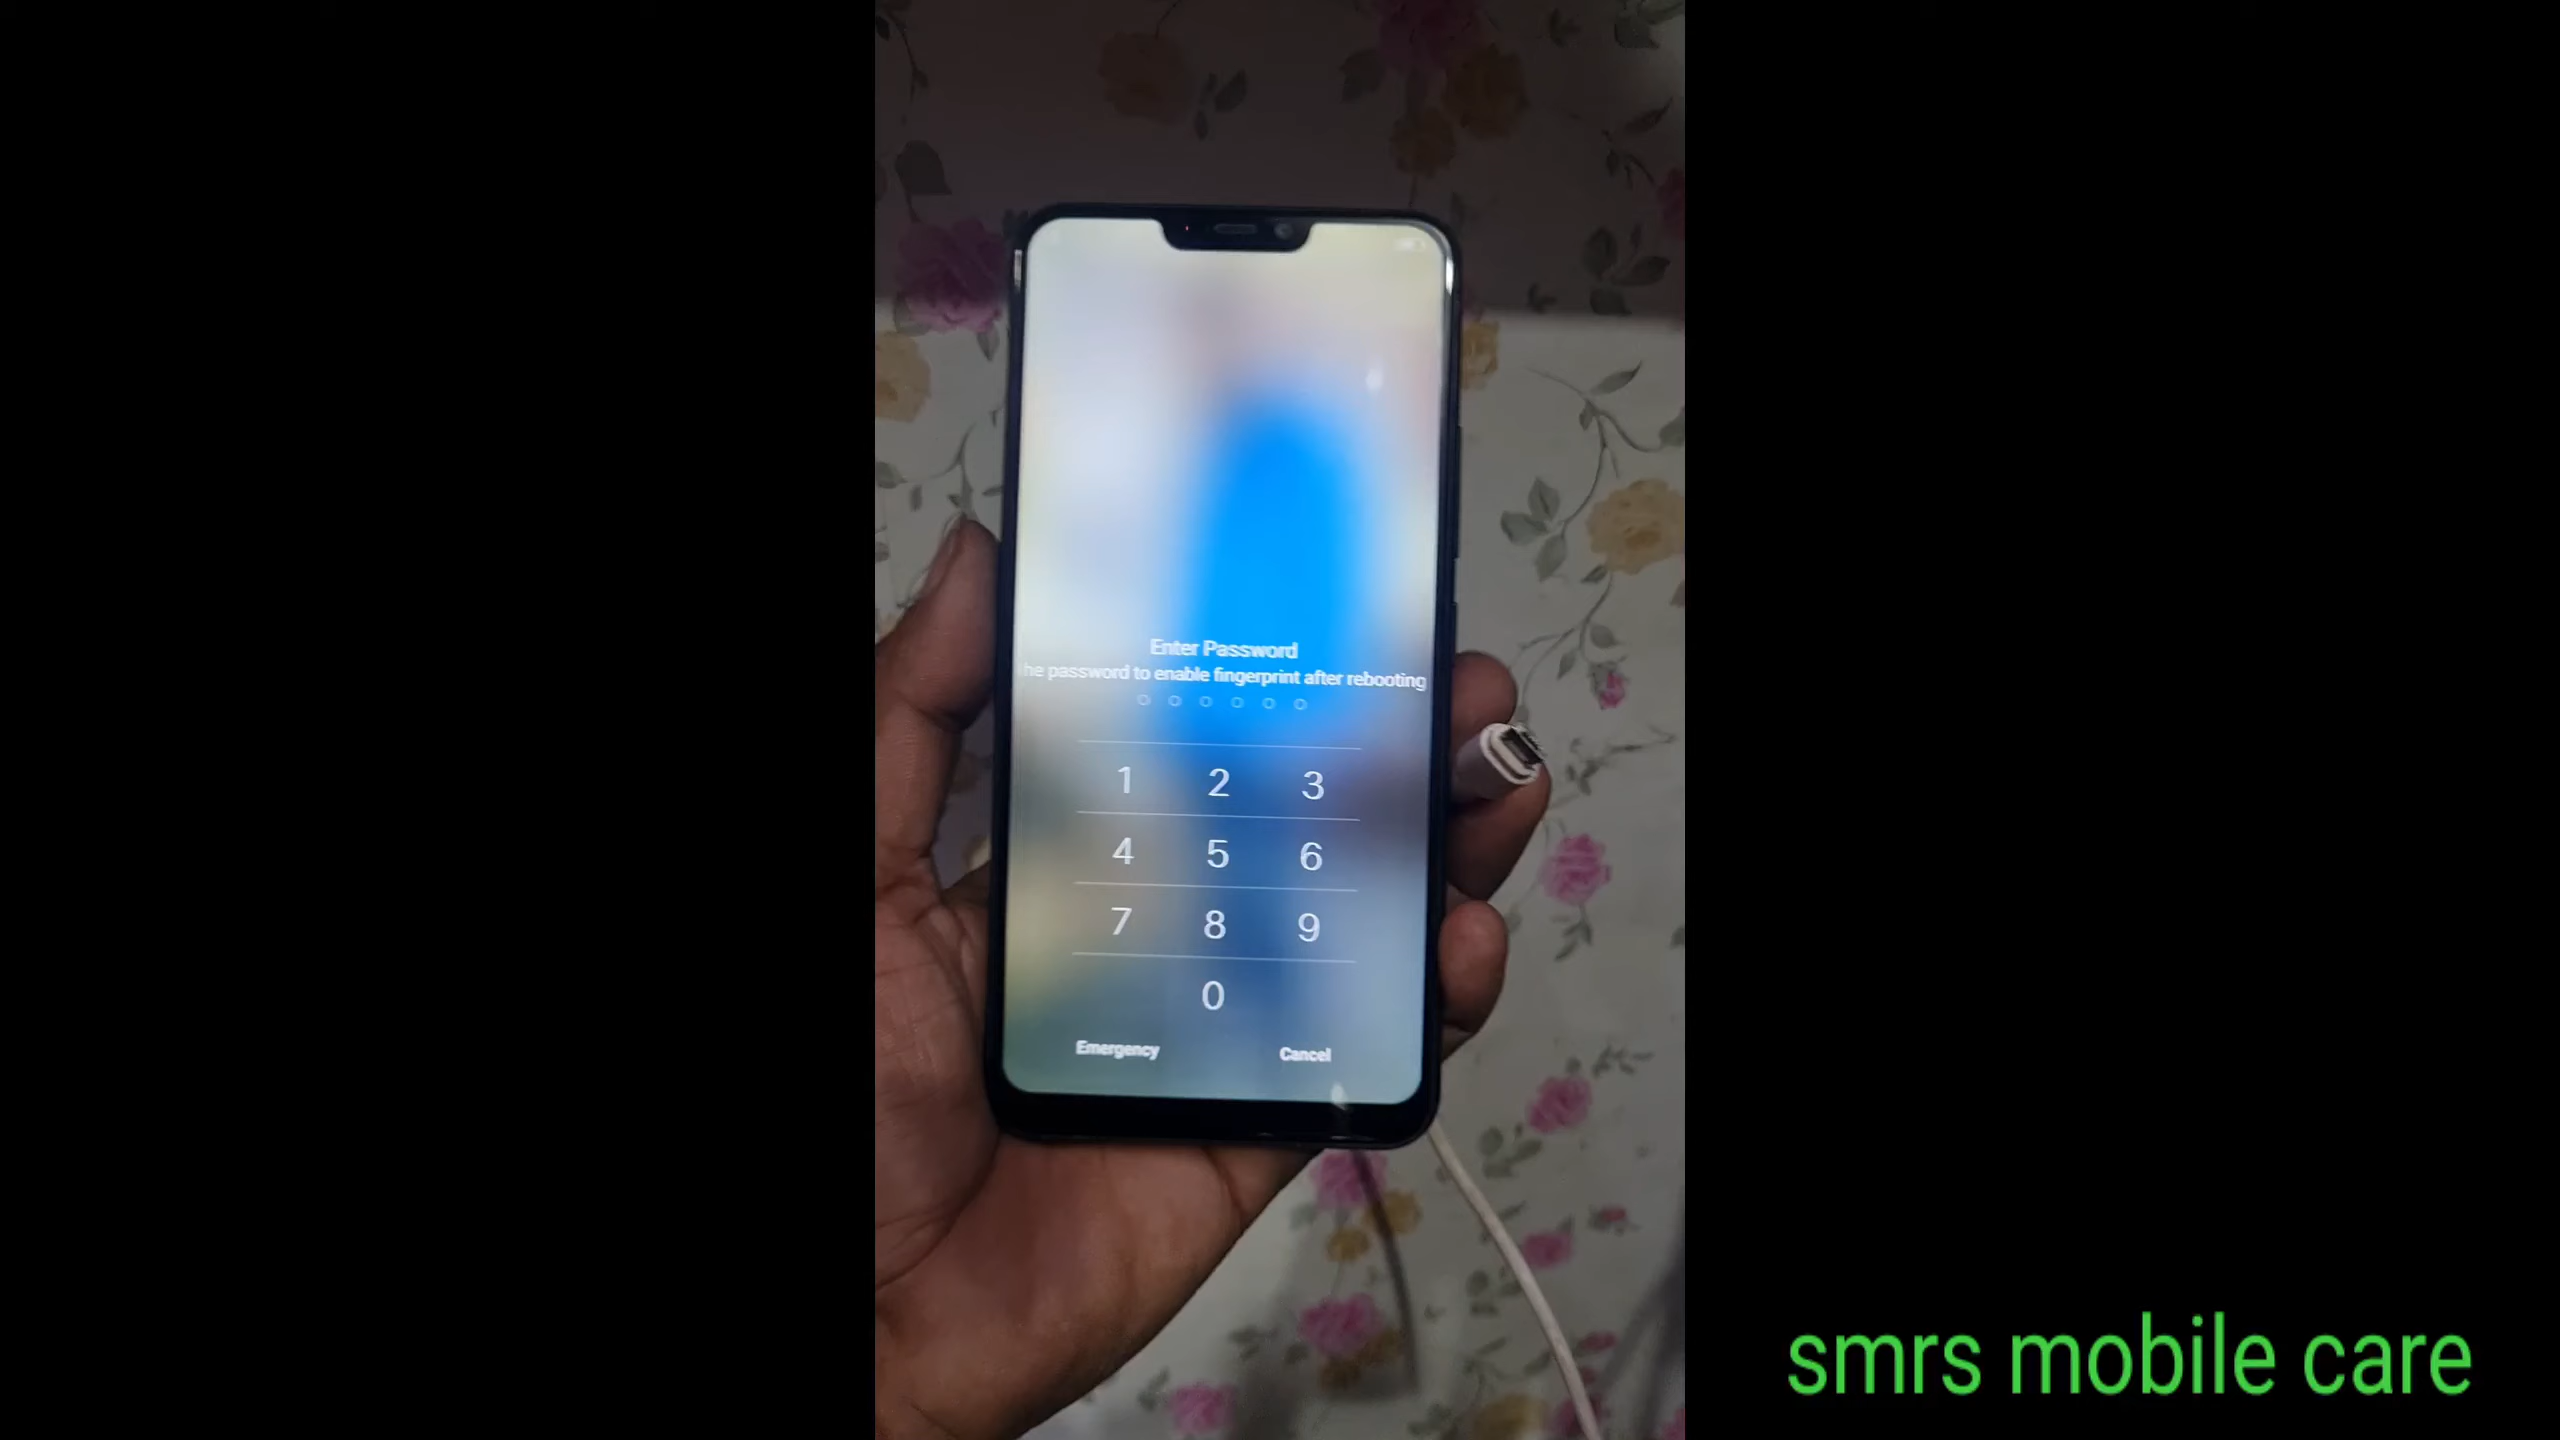 Enter Password
he password to enable fingerprint after rebooting
1 2 3
4 5 6
7 8 9
0
Emergency Cancel
smrs mobile care